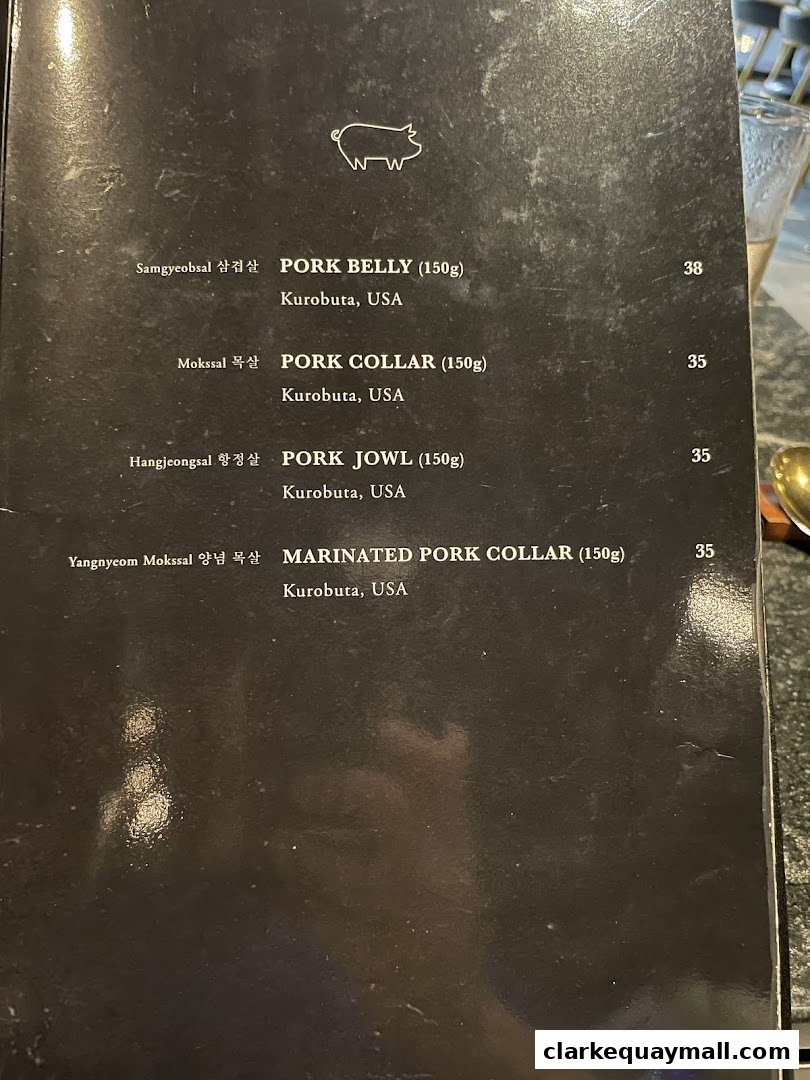 Samgyeobsal 삼겹살 PORK BELLY (150g) 38
Kurobuta, USA
Mokssal 목살 PORK COLLAR (150g) 35
Kurobuta, USA
Hangjeongsal 항정살 PORK JOWL (150g) 35
Kurobuta, USA
Yangnyeom Mokssal 양념 목살 MARINATED PORK COLLAR (150g) 35
Kurobuta, USA
clarkequaymall.com